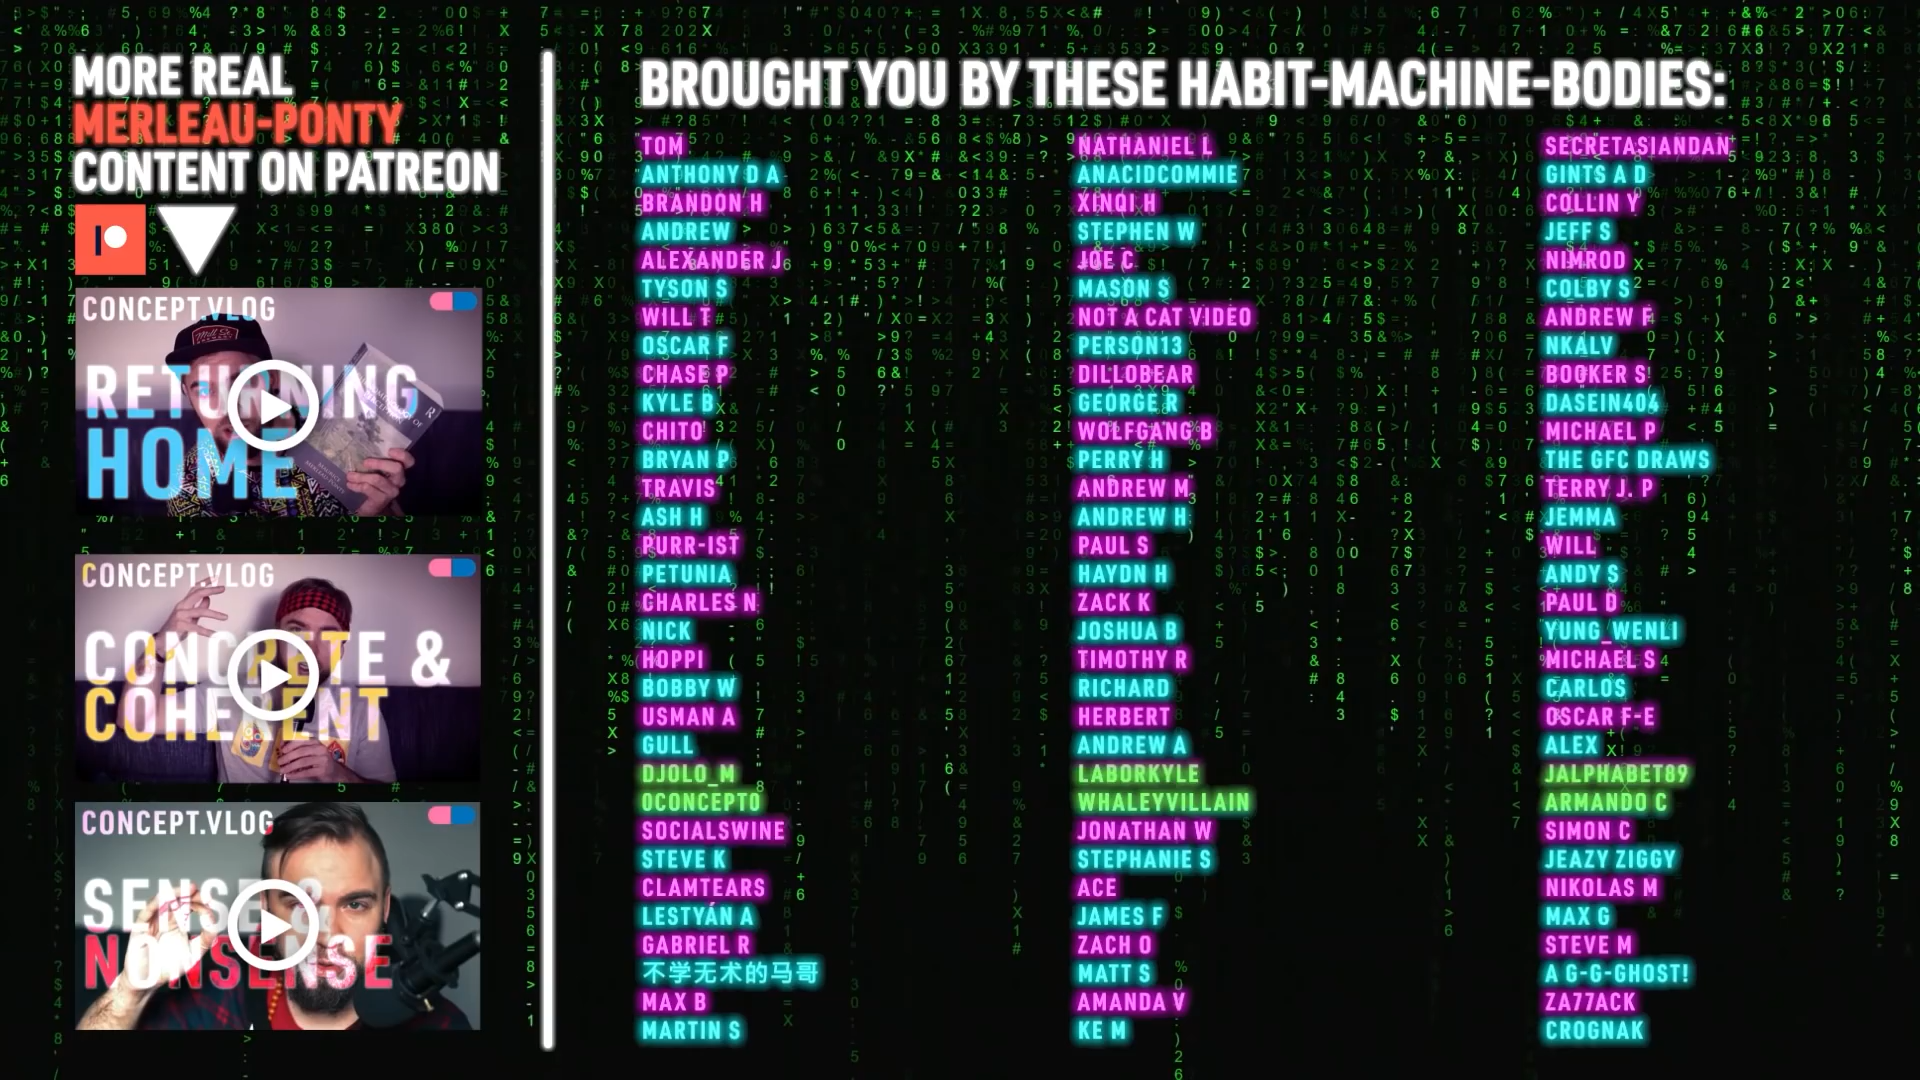 MORE REAL
MERLEAU-PONTY
CONTENT ON PATREON
CONCEPT.VLOG
RETURNING
HOME
CONCEPT.VLOG
CONCRETE &
COHERENT
CONCEPT.VLOG
SENSE &
NONSENSE
BROUGHT YOU BY THESE HABIT-MACHINE-BODIES:
TOM
ANTHONY D A
BRANDON H
ANDREW
ALEXANDER J
TYSON S
WILL T
OSCAR F
CHASE P
KYLE B
CHITO
BRYAN P
TRAVIS
ASH H
PURR-IST
PETUNIA
CHARLES N
NICK
HOPPI
BOBBY W
USMAN A
GULL
DJOLO_M
0CONCEPT0
SOCIALSWINE
STEVE K
CLAMTEARS
LESTYÁN A
GABRIEL R
不学无术的马哥
MAX B
MARTIN S
NATHANIEL L
ANACIDCOMMIE
XINQI H
STEPHEN W
JOE C
MASON S
NOT A CAT VIDEO
PERSON13
DILLOBEAR
GEORGE R
WOLFGANG B
PERRY H
ANDREW M
ANDREW H
PAUL S
HAYDN H
ZACK K
JOSHUA B
TIMOTHY R
RICHARD
HERBERT
ANDREW A
LABORKYLE
WHALEYVILLAIN
JONATHAN W
STEPHANIE S
ACE
JAMES F
ZACH O
MATT S
AMANDA V
KE M
SECRETASIANDAN
GINTS A D
COLLIN Y
JEFF S
NIMROD
COLBY S
ANDREW F
NKALV
BOOKER S
DASEIN404
MICHAEL P
THE GFC DRAWS
TERRY J. P
JEMMA
WILL
ANDY S
PAUL D
YUNG_WENLI
MICHAEL S
CARLOS
OSCAR F-E
ALEX
JALPHABET89
ARMANDO C
SIMON C
JEAZY ZIGGY
NIKOLAS M
MAX G
STEVE M
A G-G-GHOST!
ZA77ACK
CROGNAK